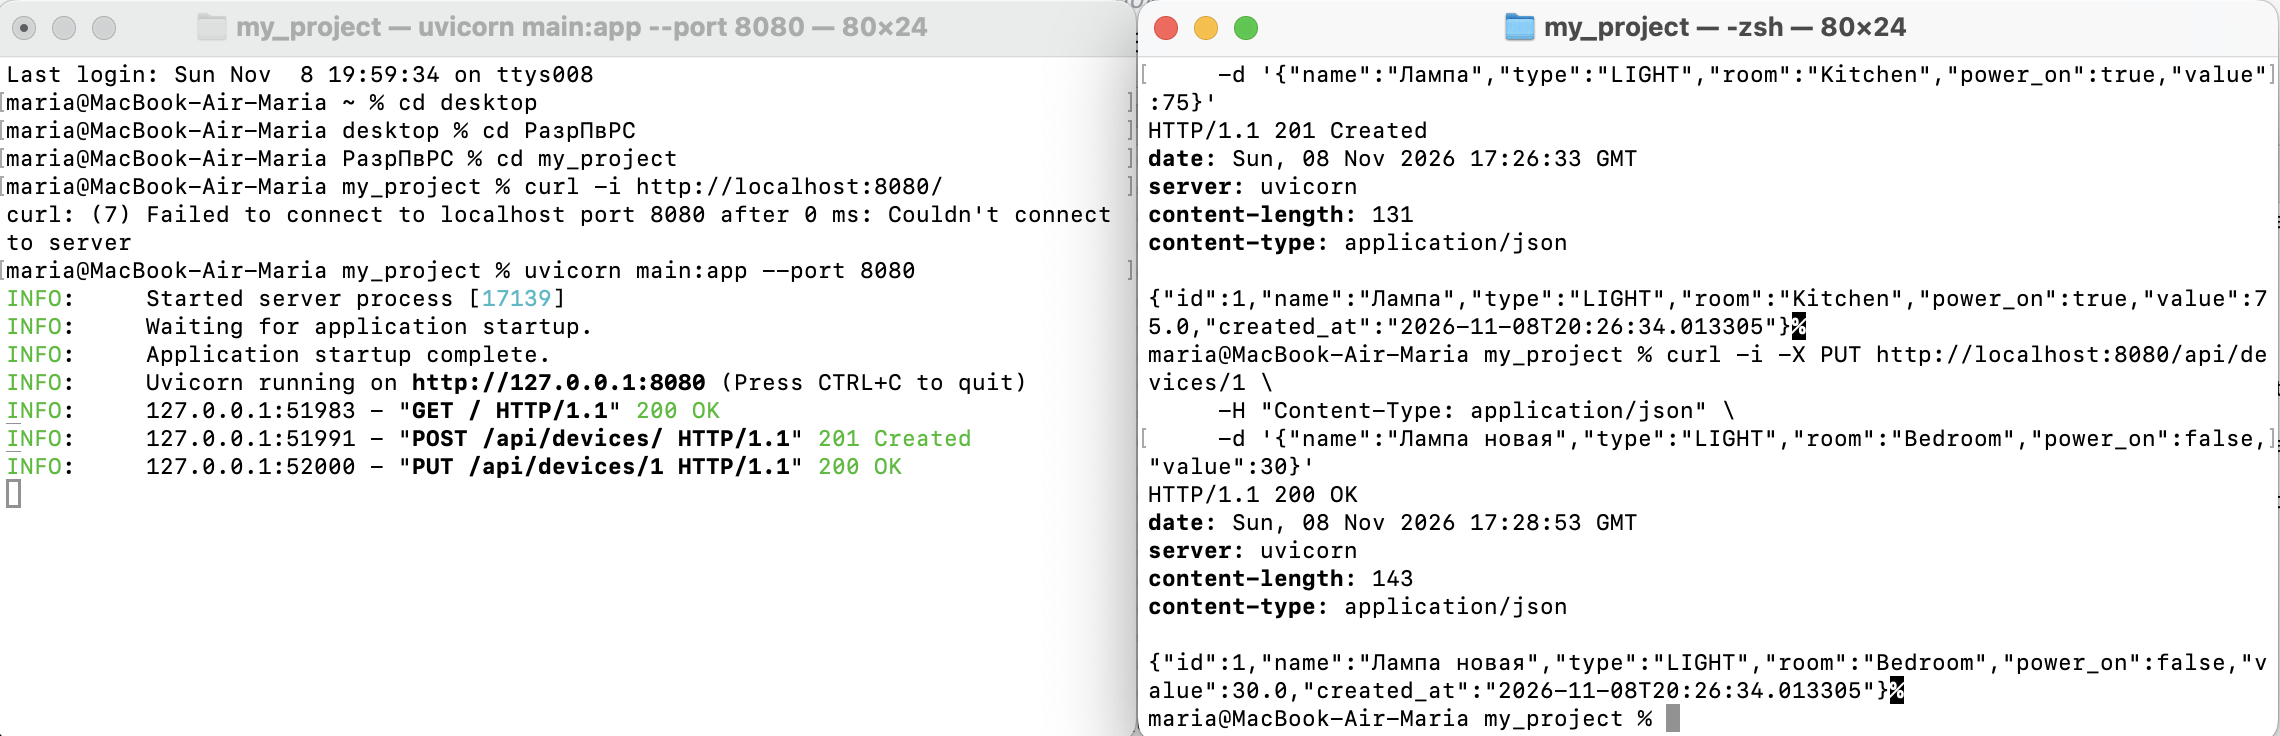 my_project — uvicorn main:app --port 8080 — 80×24
Last login: Sun Nov  8 19:59:34 on ttys008
[maria@MacBook-Air-Maria ~ % cd desktop ]
[maria@MacBook-Air-Maria desktop % cd РазрПвРС ]
[maria@MacBook-Air-Maria РазрПвРС % cd my_project ]
[maria@MacBook-Air-Maria my_project % curl -i http://localhost:8080/ ]
curl: (7) Failed to connect to localhost port 8080 after 0 ms: Couldn't connect
to server
[maria@MacBook-Air-Maria my_project % uvicorn main:app --port 8080 ]
INFO:     Started server process [17139]
INFO:     Waiting for application startup.
INFO:     Application startup complete.
INFO:     Uvicorn running on http://127.0.0.1:8080 (Press CTRL+C to quit)
INFO:     127.0.0.1:51983 - "GET / HTTP/1.1" 200 OK
INFO:     127.0.0.1:51991 - "POST /api/devices/ HTTP/1.1" 201 Created
INFO:     127.0.0.1:52000 - "PUT /api/devices/1 HTTP/1.1" 200 OK
my_project — -zsh — 80×24
[     -d '{"name":"Лампа","type":"LIGHT","room":"Kitchen","power_on":true,"value"]
:75}'
HTTP/1.1 201 Created
date: Sun, 08 Nov 2026 17:26:33 GMT
server: uvicorn
content-length: 131
content-type: application/json
{"id":1,"name":"Лампа","type":"LIGHT","room":"Kitchen","power_on":true,"value":7
5.0,"created_at":"2026-11-08T20:26:34.013305"}%
maria@MacBook-Air-Maria my_project % curl -i -X PUT http://localhost:8080/api/de
vices/1 \
     -H "Content-Type: application/json" \
[     -d '{"name":"Лампа новая","type":"LIGHT","room":"Bedroom","power_on":false,]
"value":30}'
HTTP/1.1 200 OK
date: Sun, 08 Nov 2026 17:28:53 GMT
server: uvicorn
content-length: 143
content-type: application/json
{"id":1,"name":"Лампа новая","type":"LIGHT","room":"Bedroom","power_on":false,"v
alue":30.0,"created_at":"2026-11-08T20:26:34.013305"}%
maria@MacBook-Air-Maria my_project %